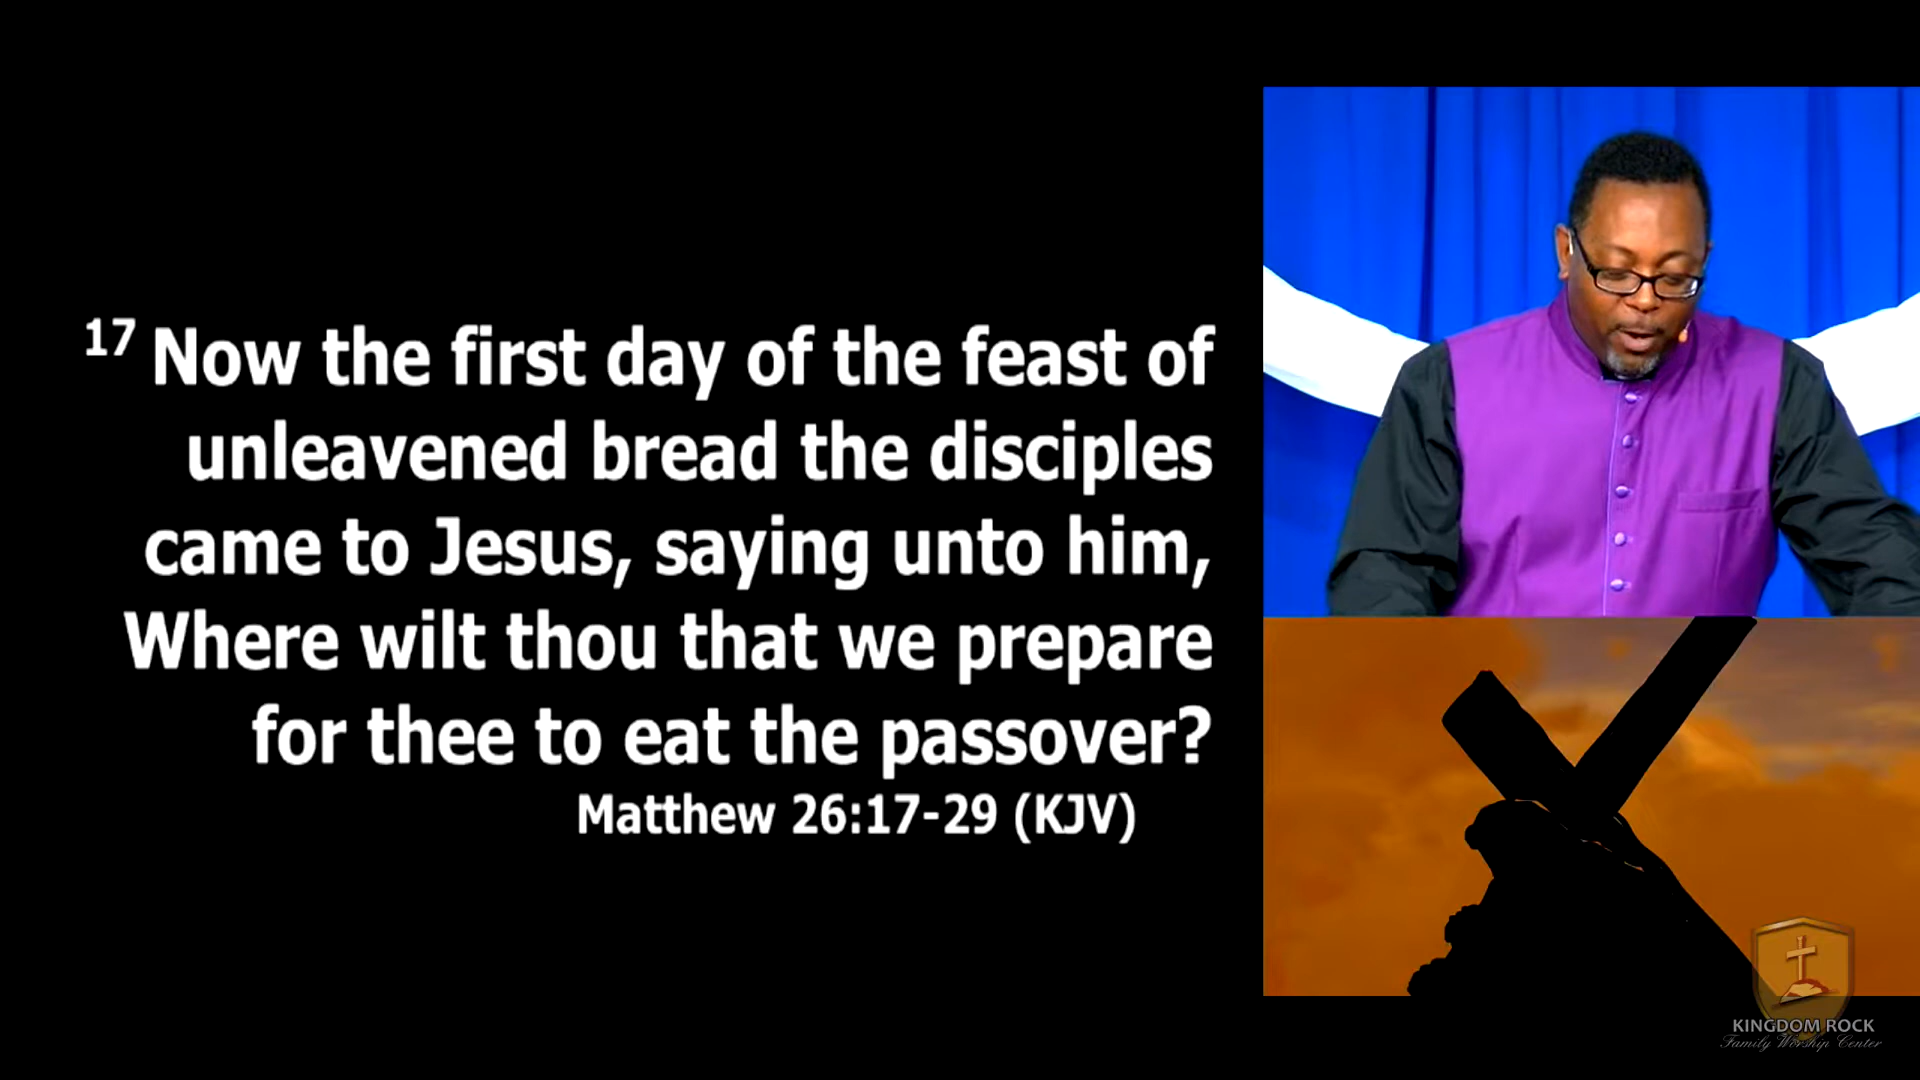 17 Now the first day of the feast of
unleavened bread the disciples
came to Jesus, saying unto him,
Where wilt thou that we prepare
for thee to eat the passover?
Matthew 26:17-29 (KJV)
KINGDOM ROCK
Family Worship Center